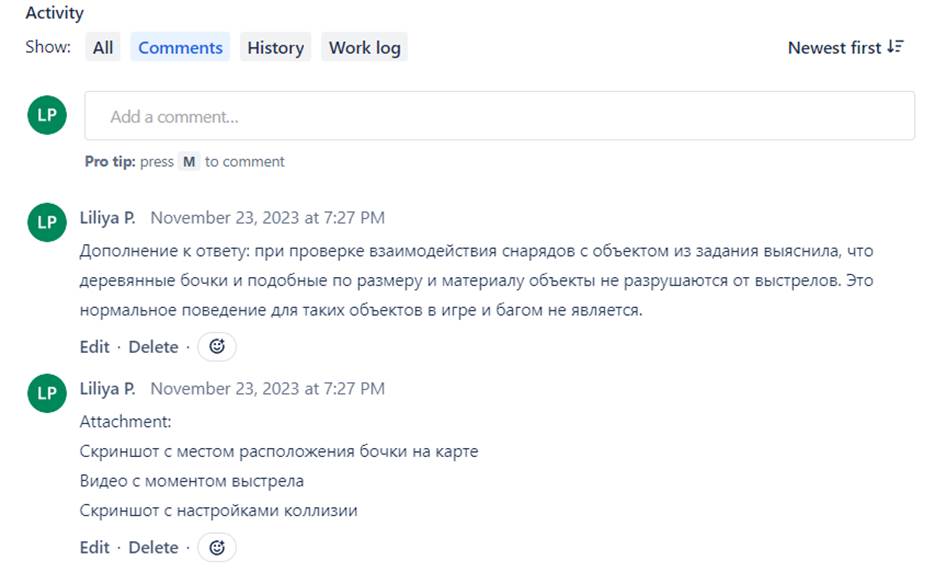 Activity
Show: All Comments History Work log Newest first
LP Add a comment...
Pro tip: press M to comment
LP Liliya P. November 23, 2023 at 7:27 PM
Дополнение к ответу: при проверке взаимодействия снарядов с объектом из задания выяснила, что
деревянные бочки и подобные по размеру и материалу объекты не разрушаются от выстрелов. Это
нормальное поведение для таких объектов в игре и багом не является.
Edit · Delete ·
LP Liliya P. November 23, 2023 at 7:27 PM
Attachment:
Скриншот с местом расположения бочки на карте
Видео с моментом выстрела
Скриншот с настройками коллизии
Edit · Delete ·